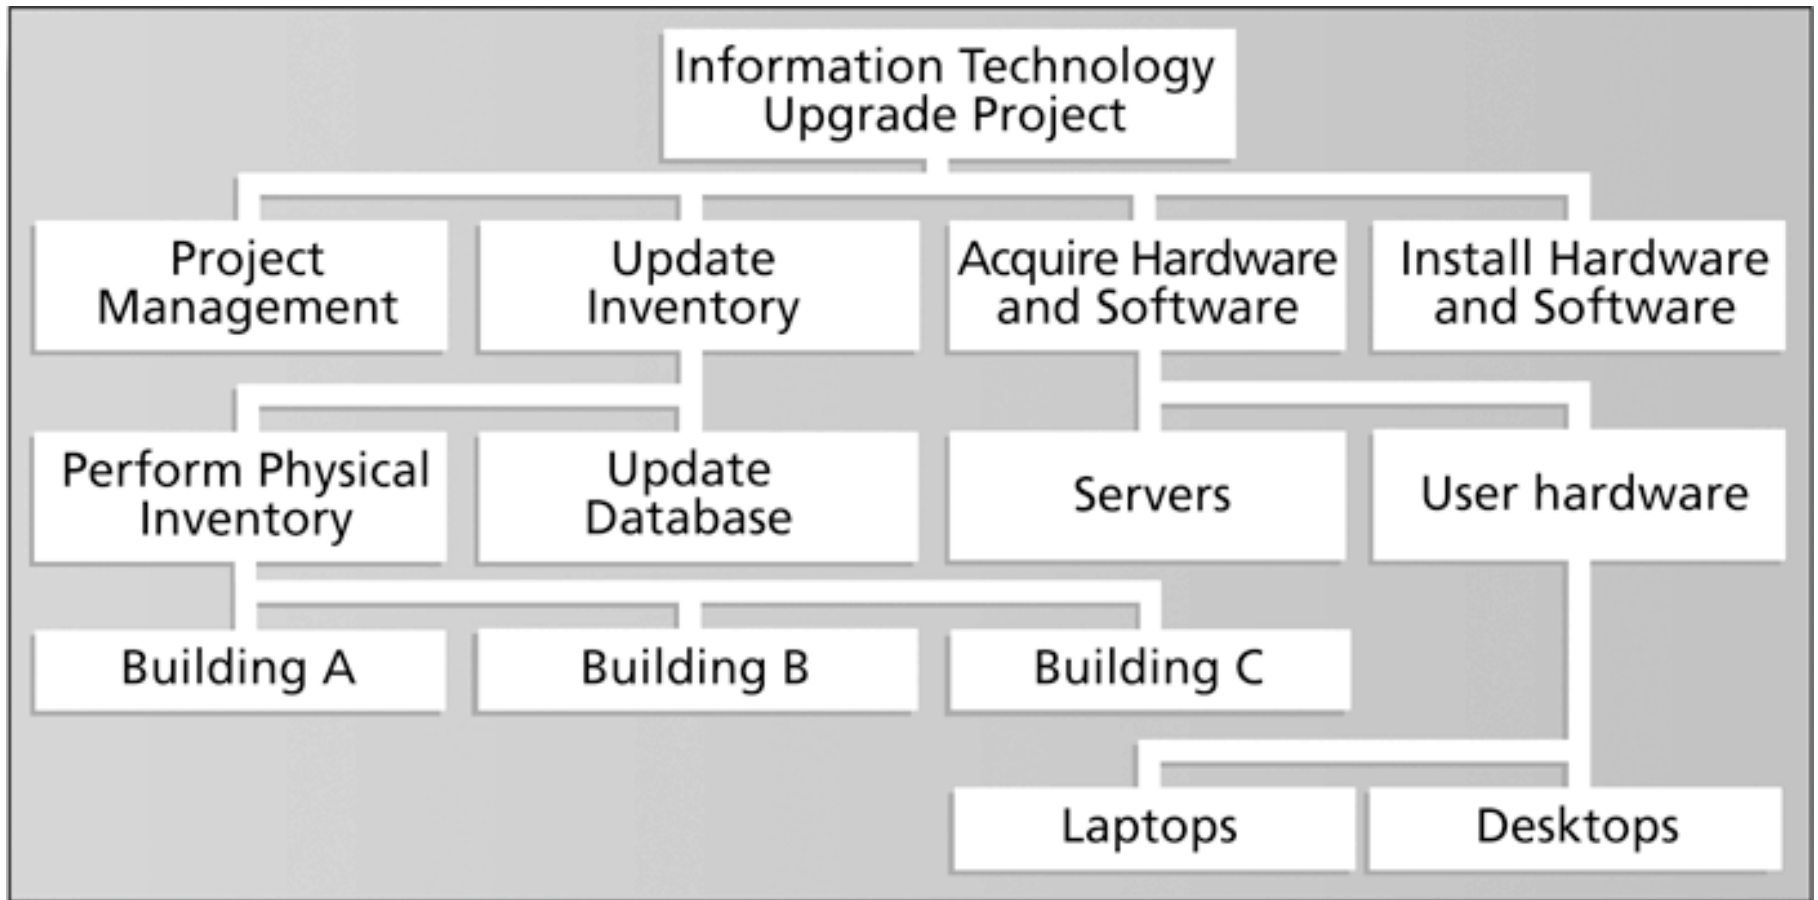 Information Technology
Upgrade Project
Project
Management
Update
Inventory
Acquire Hardware
and Software
Install Hardware
and Software
Perform Physical
Inventory
Update
Database
Servers
User hardware
Building A
Building B
Building C
Laptops
Desktops